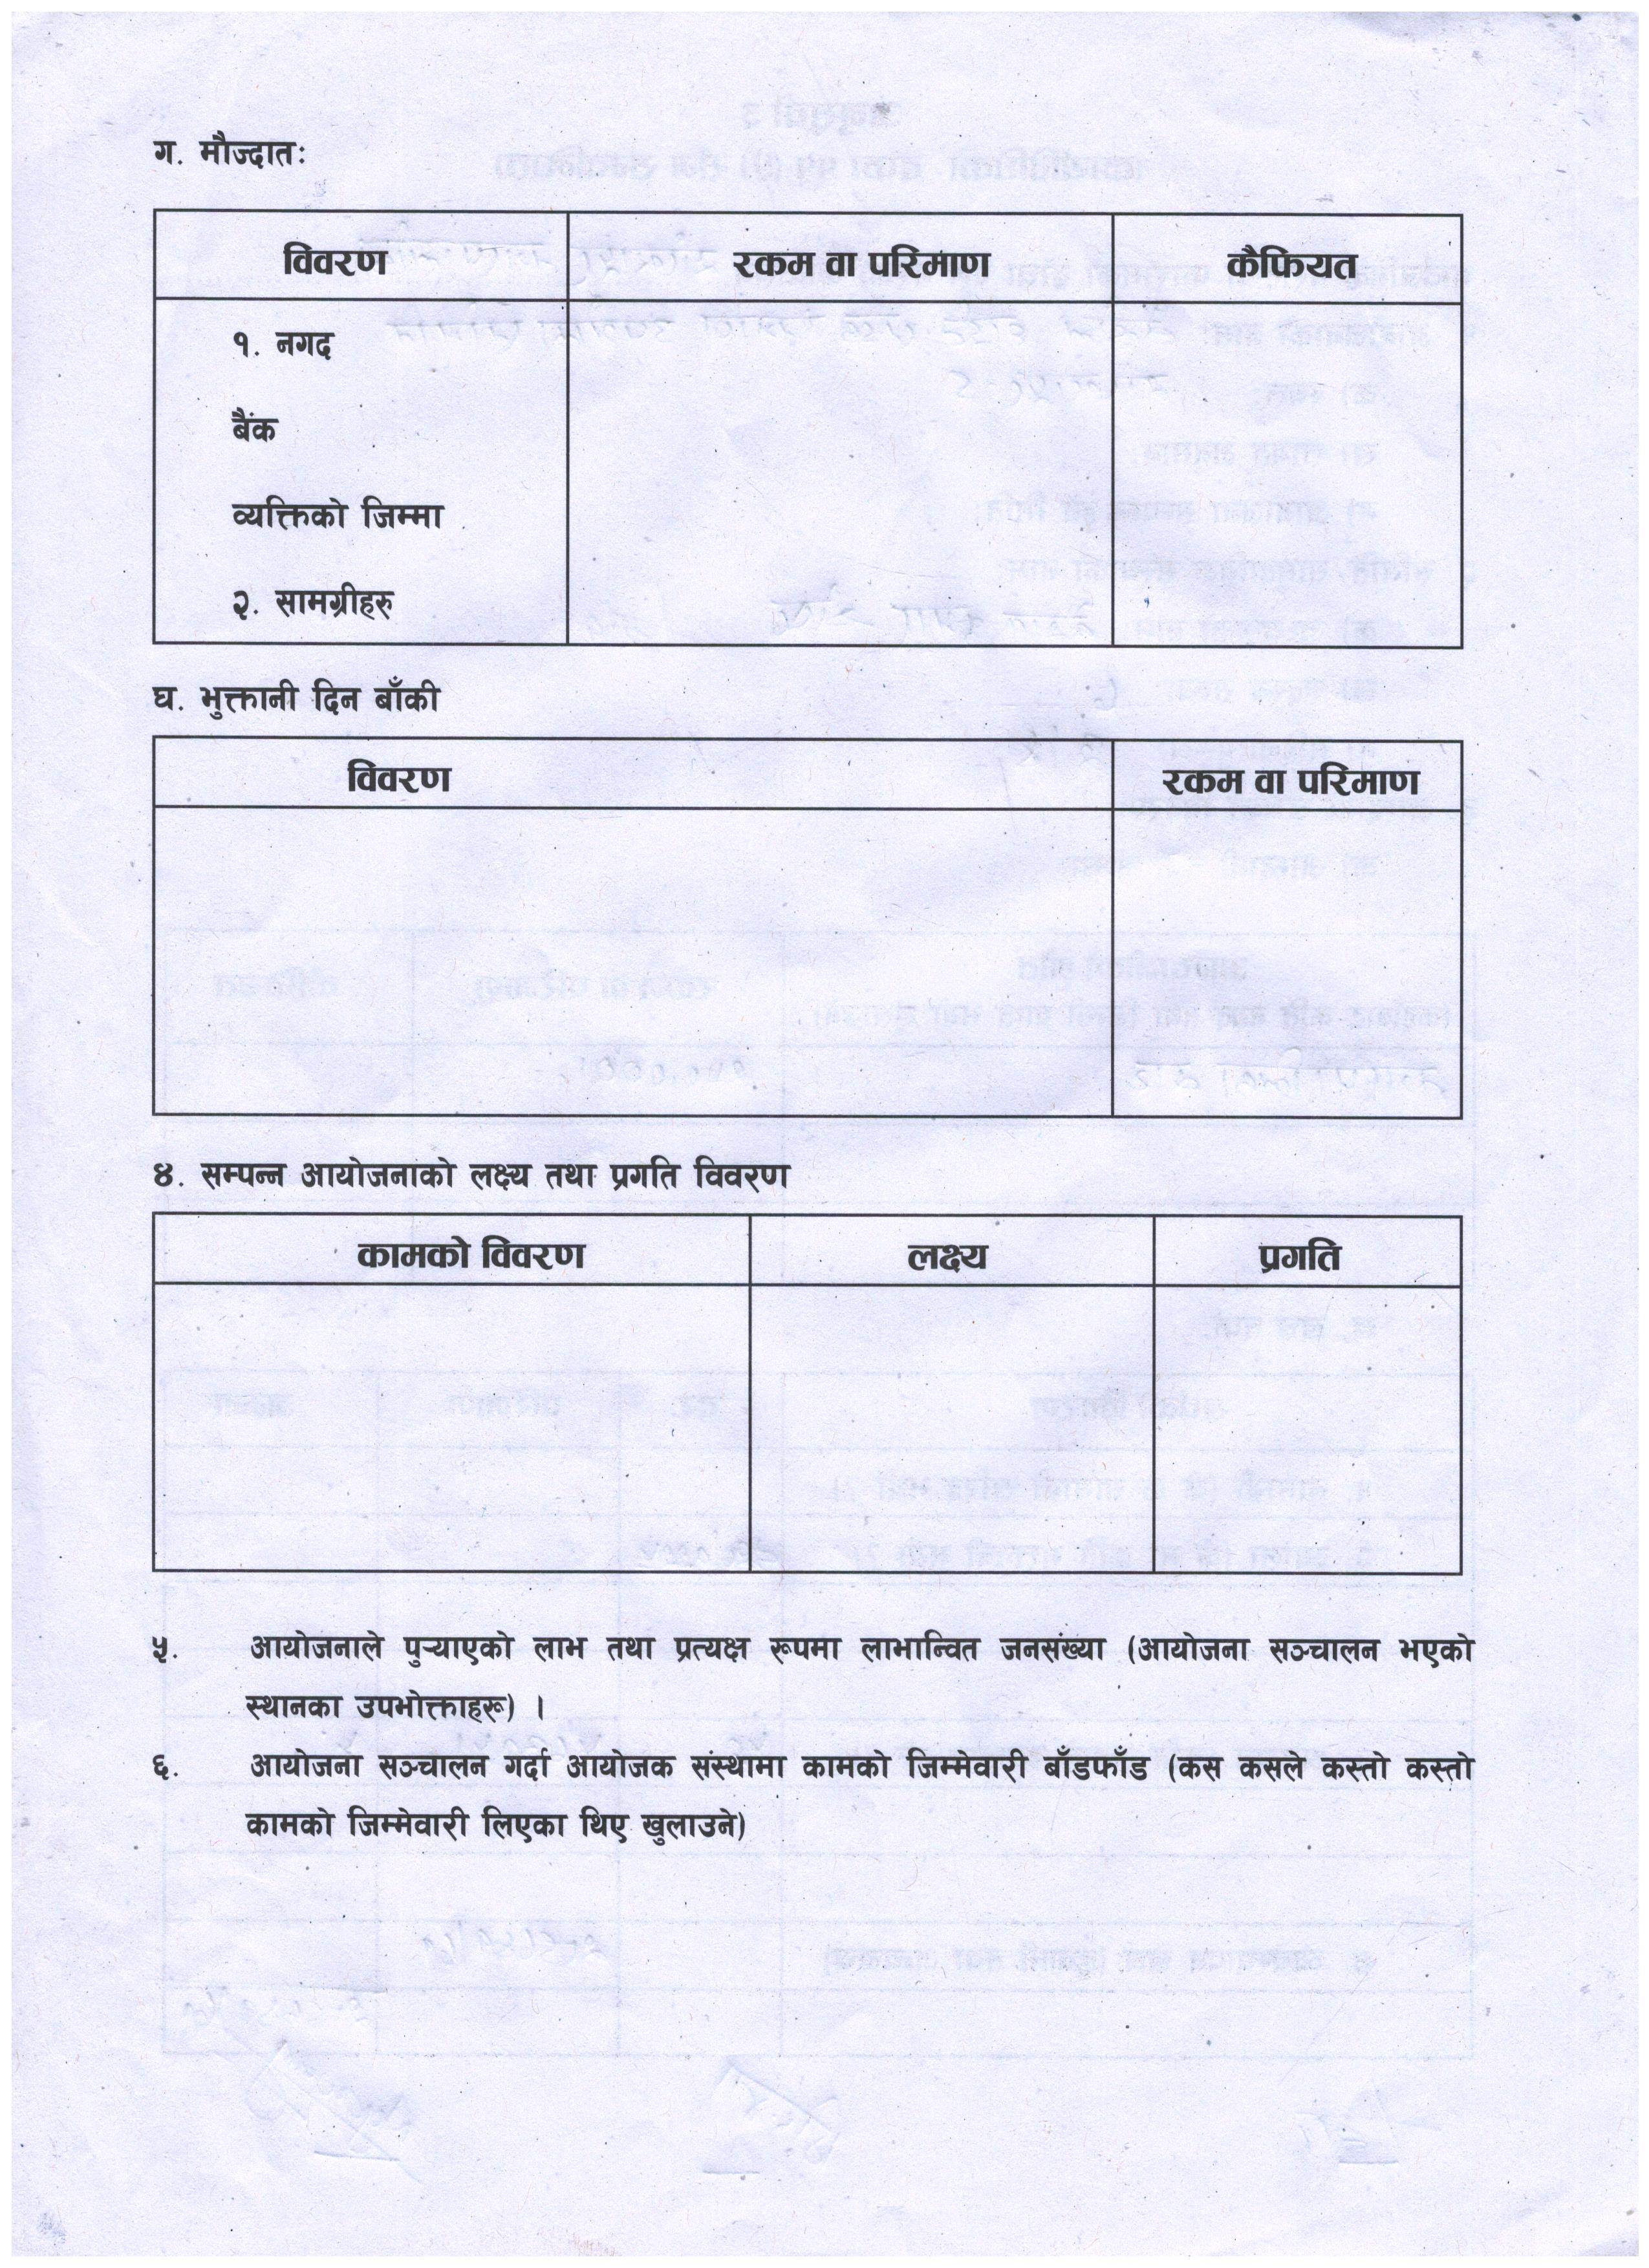 ग. मौज्दातः
विवरण रकम वा परिमाण कैफियत
१. नगद
बैंक
व्यक्तिको जिम्मा
२. सामग्रीहरु
घ. भुक्तानी दिन बाँकी
विवरण रकम वा परिमाण
४. सम्पन्न आयोजनाको लक्ष्य तथा प्रगति विवरण
कामको विवरण लक्ष्य प्रगति
५. आयोजनाले पुऱ्याएको लाभ तथा प्रत्यक्ष रूपमा लाभान्वित जनसंख्या (आयोजना सञ्चालन भएको
स्थानका उपभोक्ताहरू) ।
६. आयोजना सञ्चालन गर्दा आयोजक संस्थामा कामको जिम्मेवारी बाँडफाँड (कस कसले कस्तो कस्तो
कामको जिम्मेवारी लिएका थिए खुलाउने)